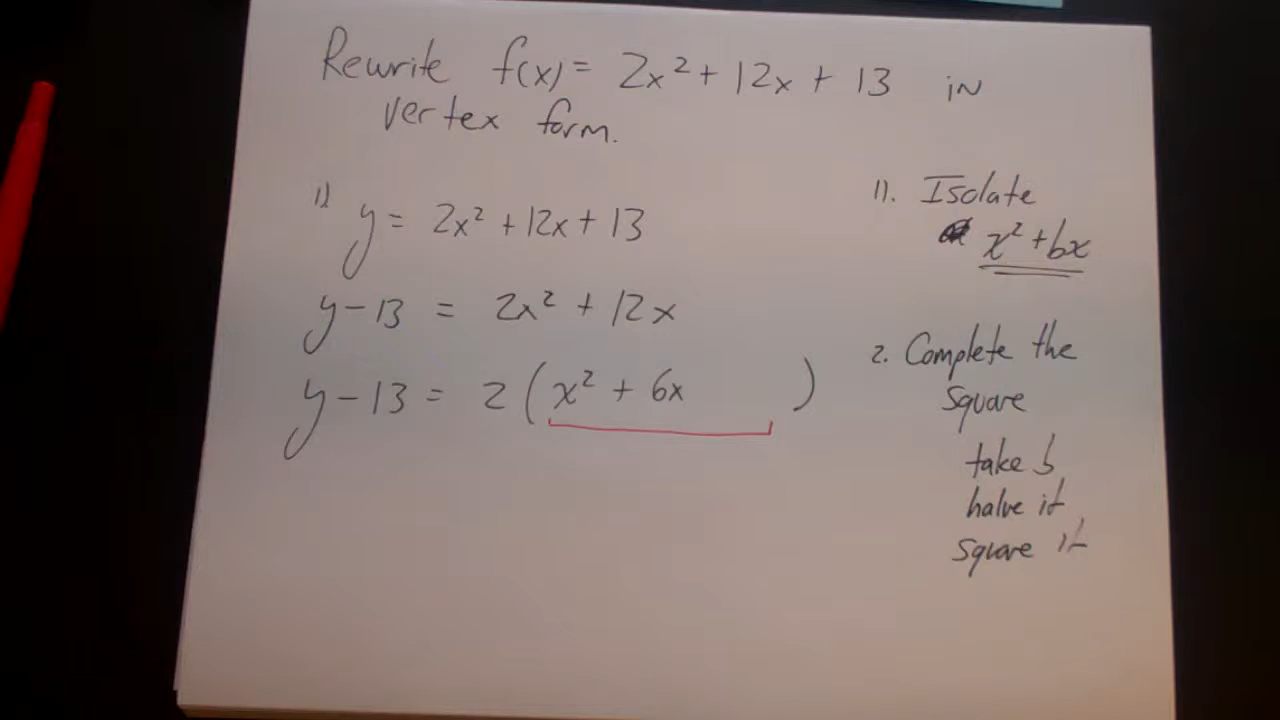 Rewrite f(x) = 2x² + 12x + 13 in
vertex form.
1) y = 2x² + 12x + 13
y - 13 = 2x² + 12x
y - 13 = 2 ( x² + 6x )
1). Isolate
x² + bx
2. Complete the
Square
take b
halve it
Square it